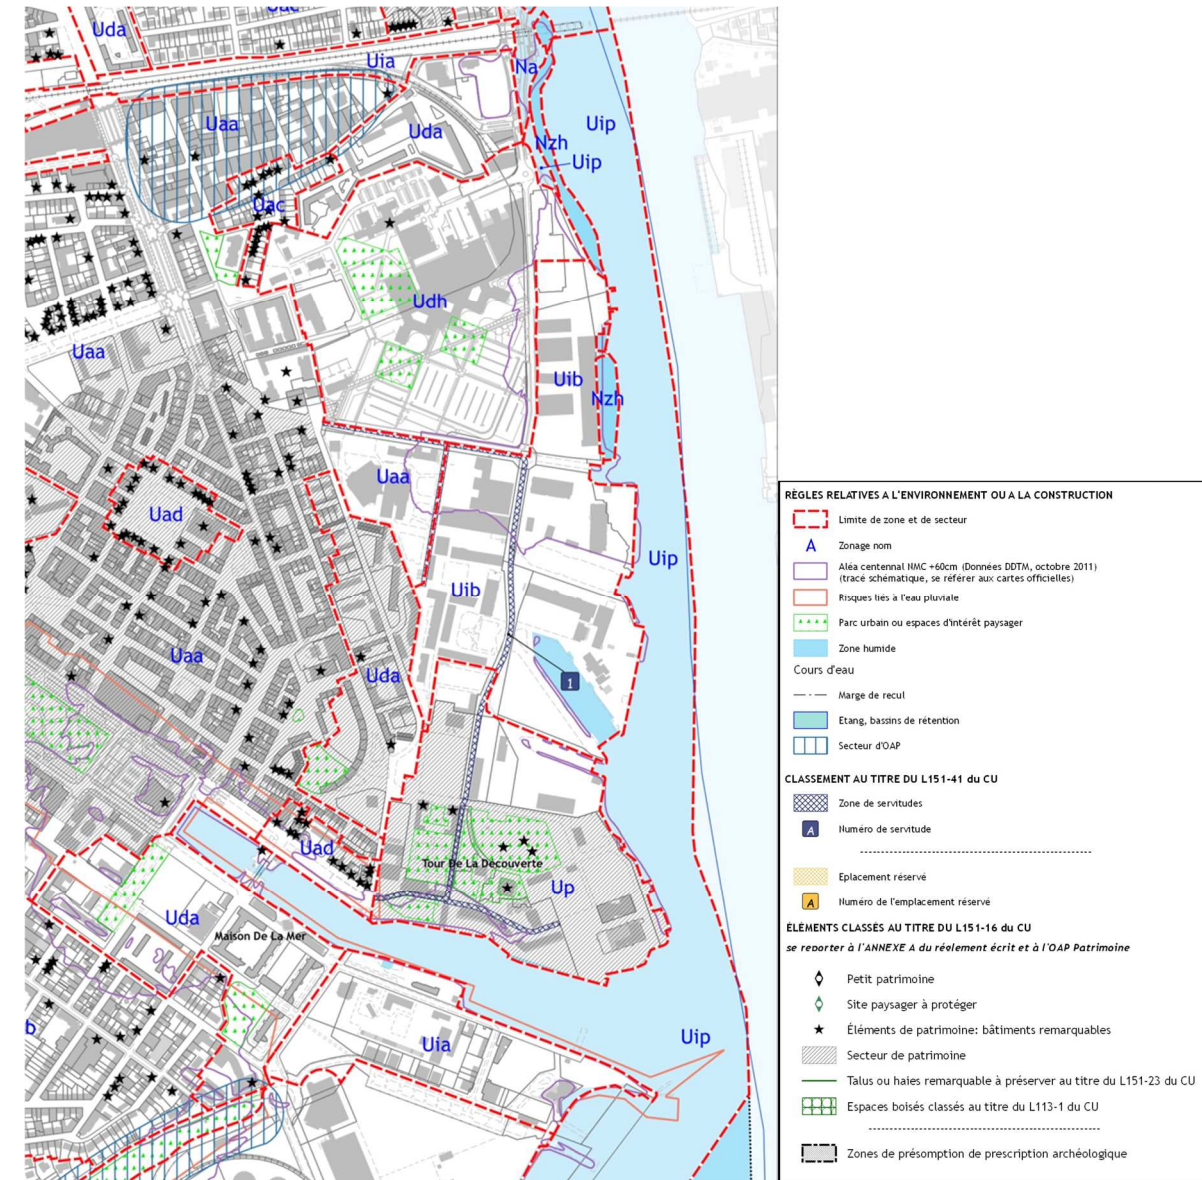 Uac
Uda
Uia
Na
Uaa
Uda
Uip
Nzh
Uip
Uac
Udh
Uaa
Uib
Nzh
Uaa
Uad
Uip
Uib
Uaa
Uda
1
Uad
Tour De La Découverte
Up
Uda
Maison De La Mer
b
Uia
Uip
RÈGLES RELATIVES A L'ENVIRONNEMENT OU A LA CONSTRUCTION
Limite de zone et de secteur
A Zonage nom
Aléa centennal NMC +60cm (Données DDTM, octobre 2011)
(tracé schématique, se référer aux cartes officielles)
Risques liés à l'eau pluviale
Parc urbain ou espaces d'intérêt paysager
Zone humide
Cours d'eau
Marge de recul
Etang, bassins de rétention
Secteur d'OAP
CLASSEMENT AU TITRE DU L151-41 du CU
Zone de servitudes
A Numéro de servitude
Eplacement réservé
A Numéro de l'emplacement réservé
ÉLÉMENTS CLASSÉS AU TITRE DU L151-16 du CU
se reporter à l'ANNEXE A du règlement écrit et à l'OAP Patrimoine
Petit patrimoine
Site paysager à protéger
Éléments de patrimoine: bâtiments remarquables
Secteur de patrimoine
Talus ou haies remarquable à préserver au titre du L151-23 du CU
Espaces boisés classés au titre du L113-1 du CU
Zones de présomption de prescription archéologique